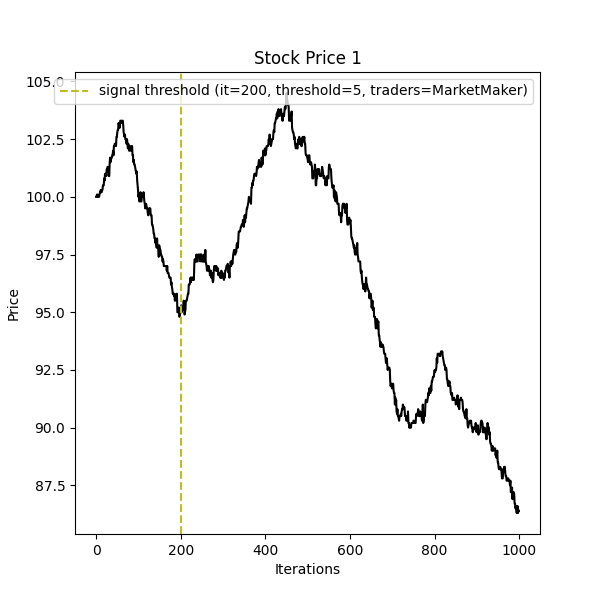 Stock Price 1
105.0
signal threshold (it=200, threshold=5, traders=MarketMaker)
102.5
100.0
97.5
95.0
92.5
90.0
87.5
Price
0 200 400 600 800 1000
Iterations